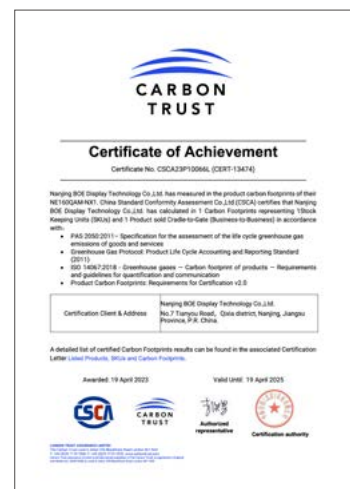 CARBON
TRUST
Certificate of Achievement
Certificate No. CSCA23P10066L (CERT-13474)
Nanjing BOE Display Technology Co.,Ltd. has measured in the product carbon footprints of their
NE160QAM-NX1. China Standard Conformity Assessment Co.,Ltd (CSCA) certifies that Nanjing
BOE Display Technology Co.,Ltd. has calculated in 1 Carbon Footprints representing 1Stock
Keeping Units (SKUs) and 1 Product sold Cradle-to-Gate (Business-to-Business) in accordance
with:
• PAS 2050:2011– Specification for the assessment of the life cycle greenhouse gas
emissions of goods and services
• Greenhouse Gas Protocol: Product Life Cycle Accounting and Reporting Standard
(2011)
• ISO 14067:2018 - Greenhouse gases — Carbon footprint of products — Requirements
and guidelines for quantification and communication
• Product Carbon Footprints: Requirements for Certification v2.0
Certification Client & Address
Nanjing BOE Display Technology Co.,Ltd.
No.7 Tianyou Road, Qixia district, Nanjing, Jiangsu
Province, P.R. China.
A detailed list of certified Carbon Footprints results can be found in the associated Certification
Letter Listed Products, SKUs and Carbon Footprints.
Awarded: 19 April 2023
Valid Until: 19 April 2025
CSCA
CARBON
TRUST
Authorized
representative
Certification authority